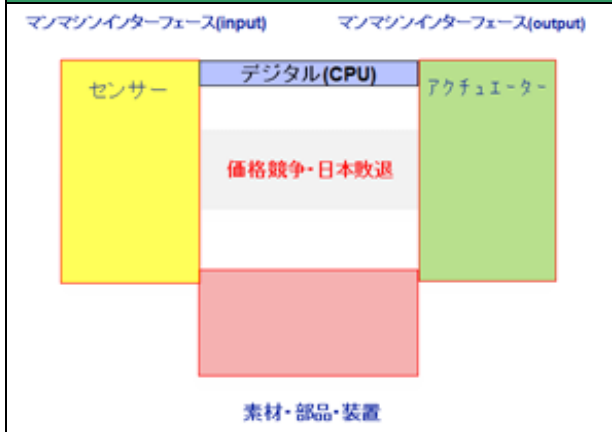 マンマシンインターフェース(input) マンマシンインターフェース(output)
センサー
デジタル(CPU)
アクチュエーター
価格競争・日本敗退
素材・部品・装置